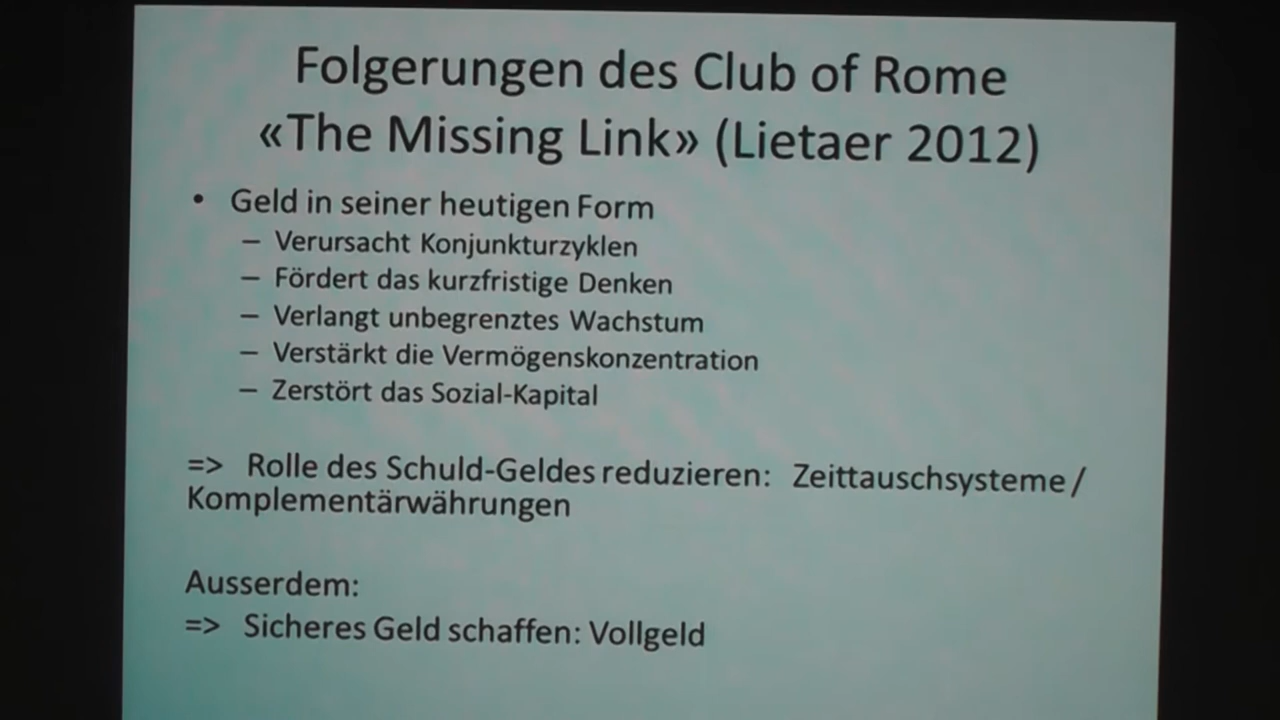 Folgerungen des Club of Rome
«The Missing Link» (Lietaer 2012)
• Geld in seiner heutigen Form
– Verursacht Konjunkturzyklen
– Fördert das kurzfristige Denken
– Verlangt unbegrenztes Wachstum
– Verstärkt die Vermögenskonzentration
– Zerstört das Sozial-Kapital
=> Rolle des Schuld-Geldes reduzieren: Zeittauschsysteme /
Komplementärwährungen
Ausserdem:
=> Sicheres Geld schaffen: Vollgeld